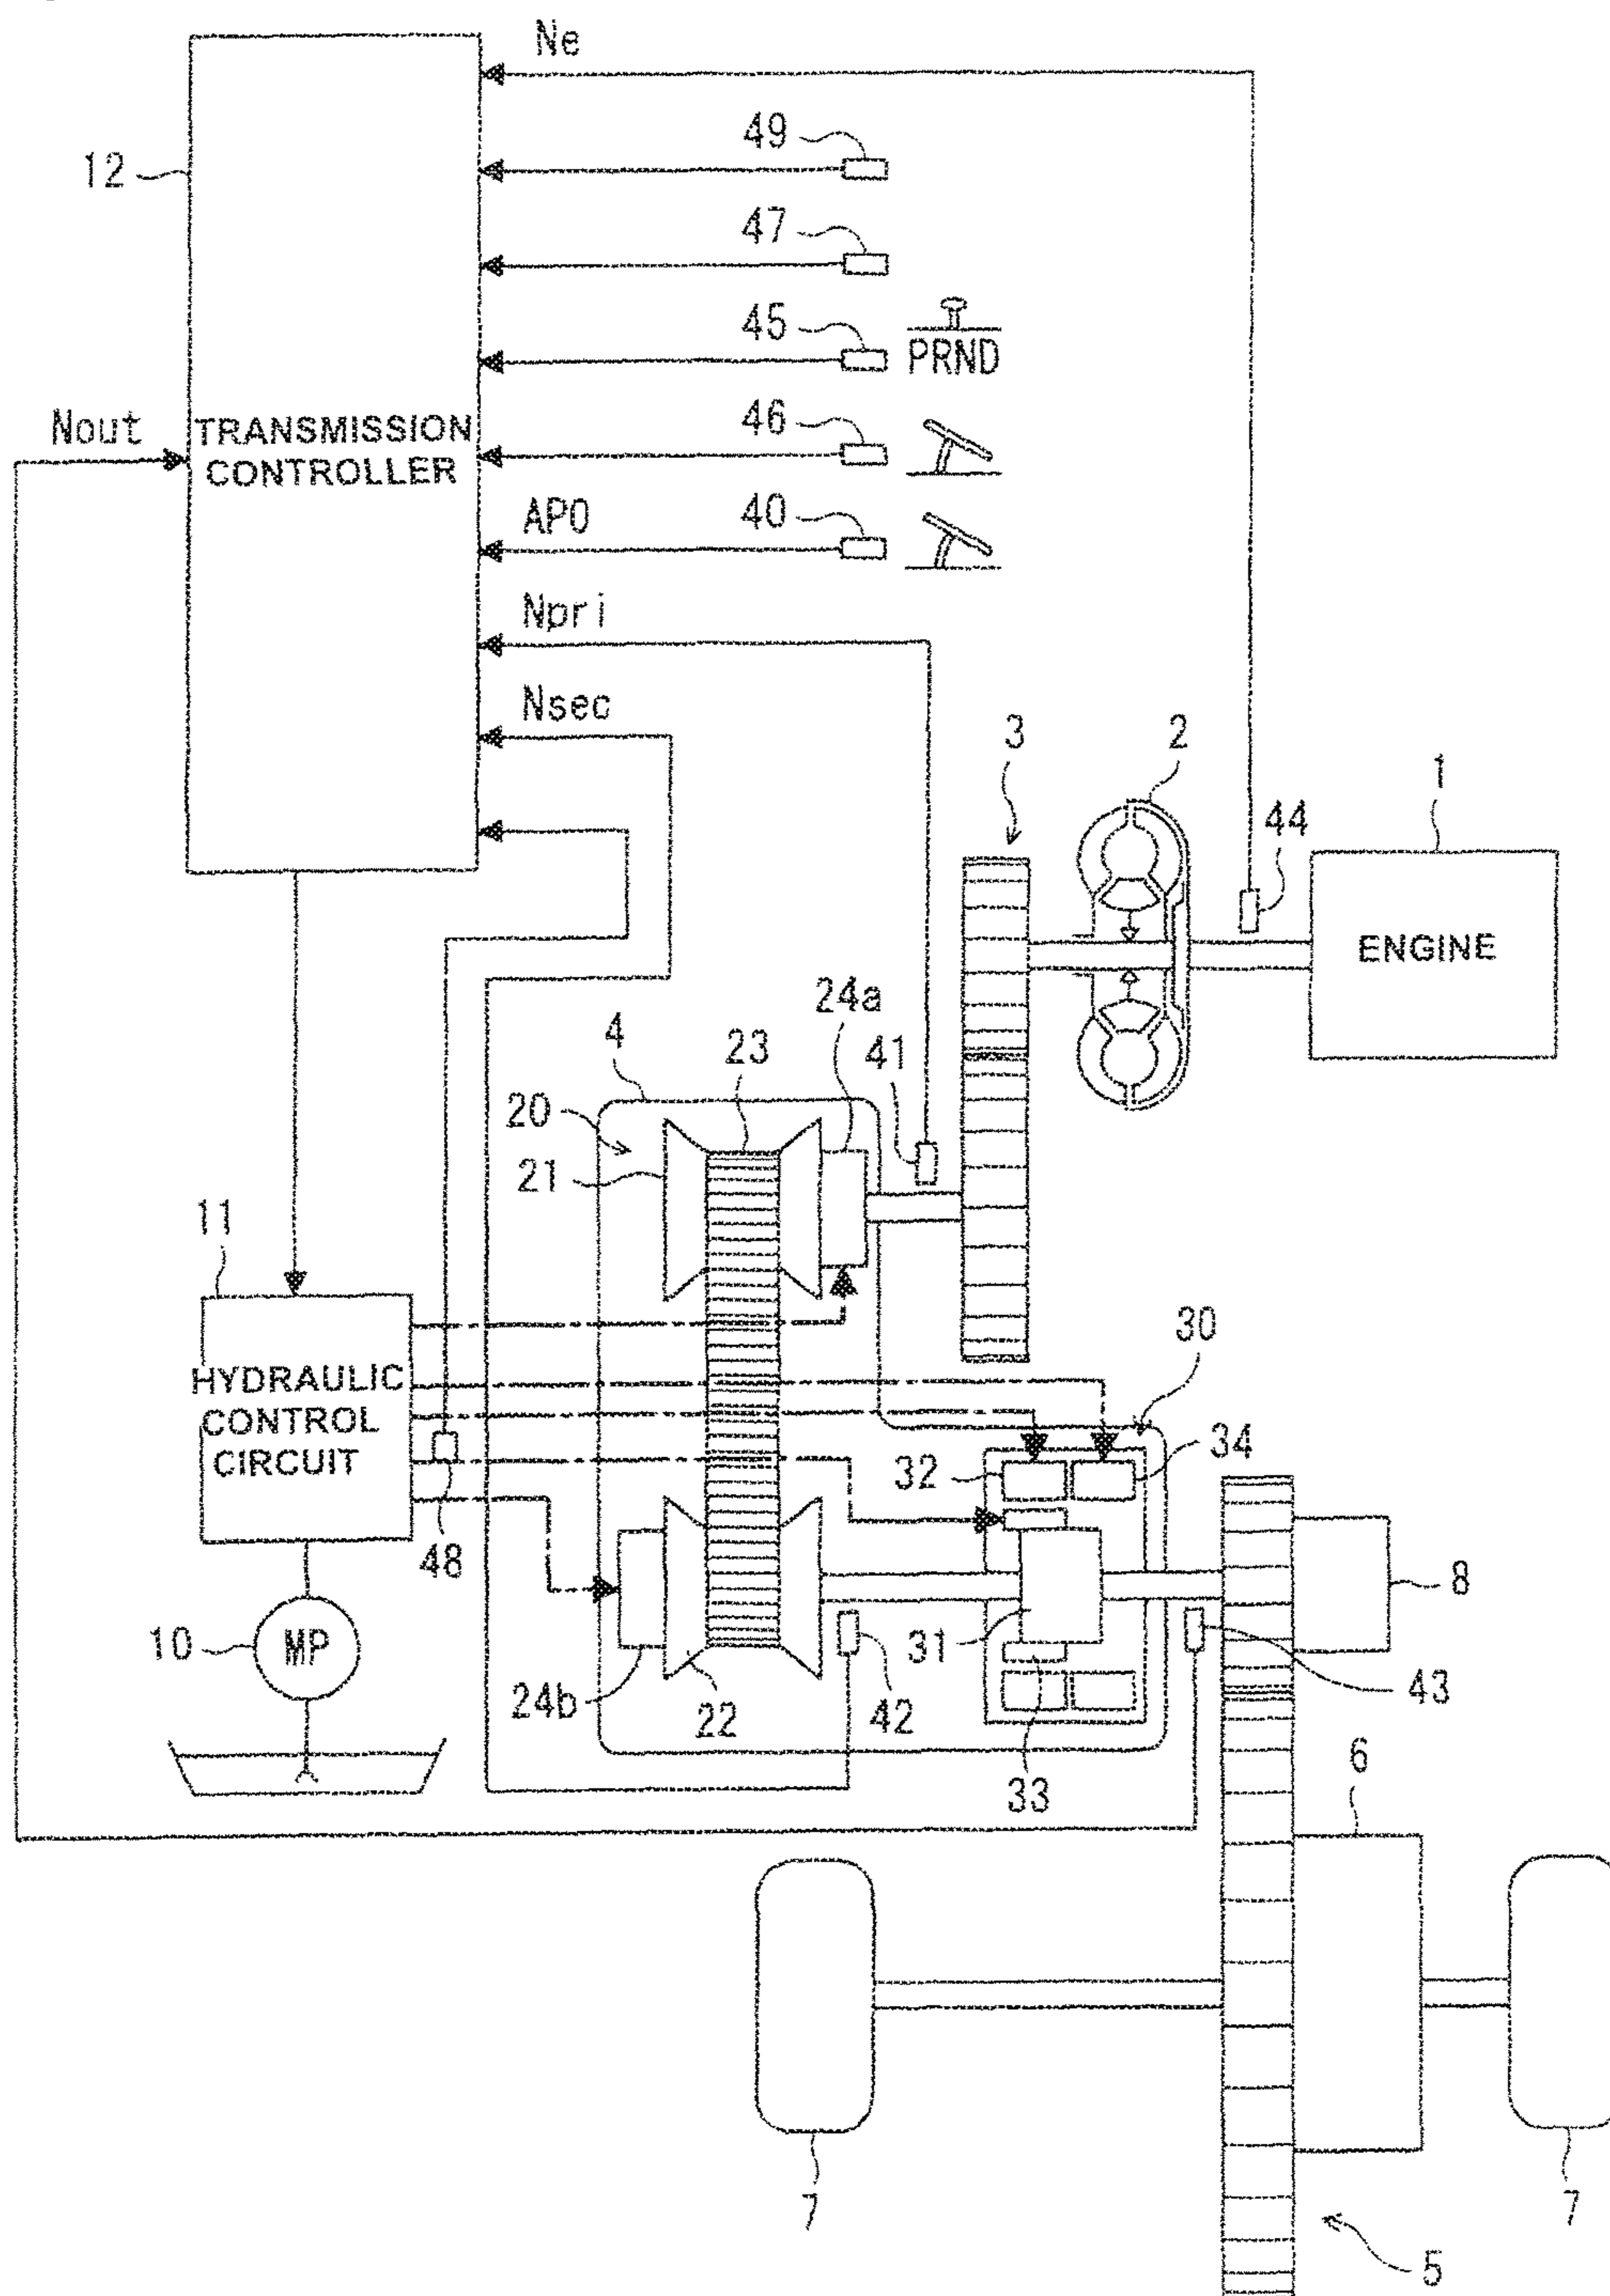 Ne
49
12
47
45
PRND
Nout
TRANSMISSION
CONTROLLER
46
APO
40
Npri
Nsec
3
2
1
44
ENGINE
24a
4
23
41
20
21
11
30
HYDRAULIC
CONTROL
CIRCUIT
32
34
48
8
10
MP
31
24b
22
42
43
33
6
7
7
5